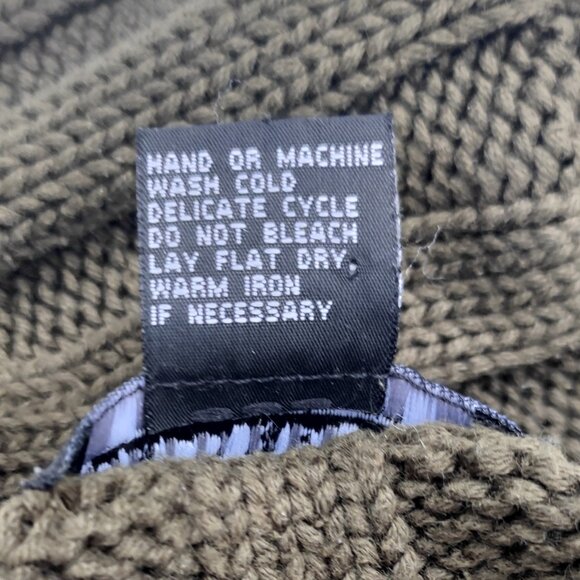 HAND OR MACHINE
WASH COLD
DELICATE CYCLE
DO NOT BLEACH
LAY FLAT DRY,
WARM IRON
IF NECESSARY